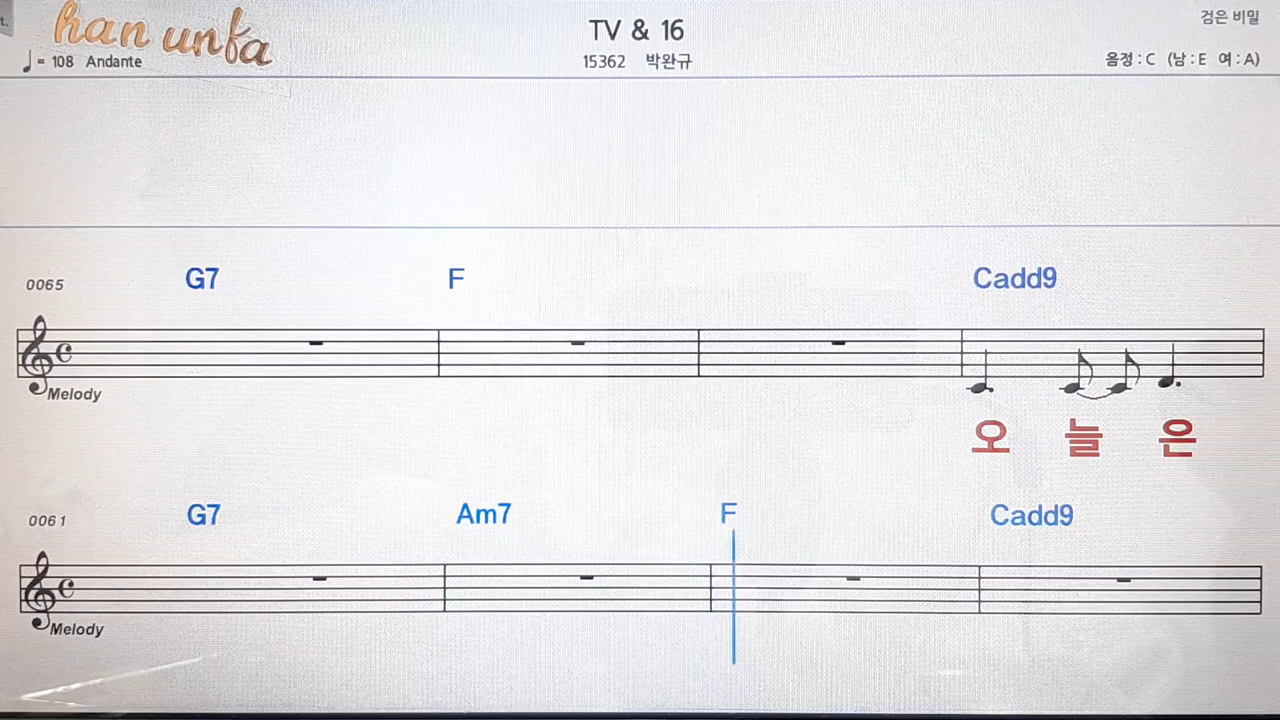 han unfa
TV & 16
검은 비밀
♩= 108 Andante
15362 박완규
음정 : C (남 : E 여 : A)
0065
G7 F Cadd9
Melody
오 늘 은
0061
G7 Am7 F Cadd9
Melody